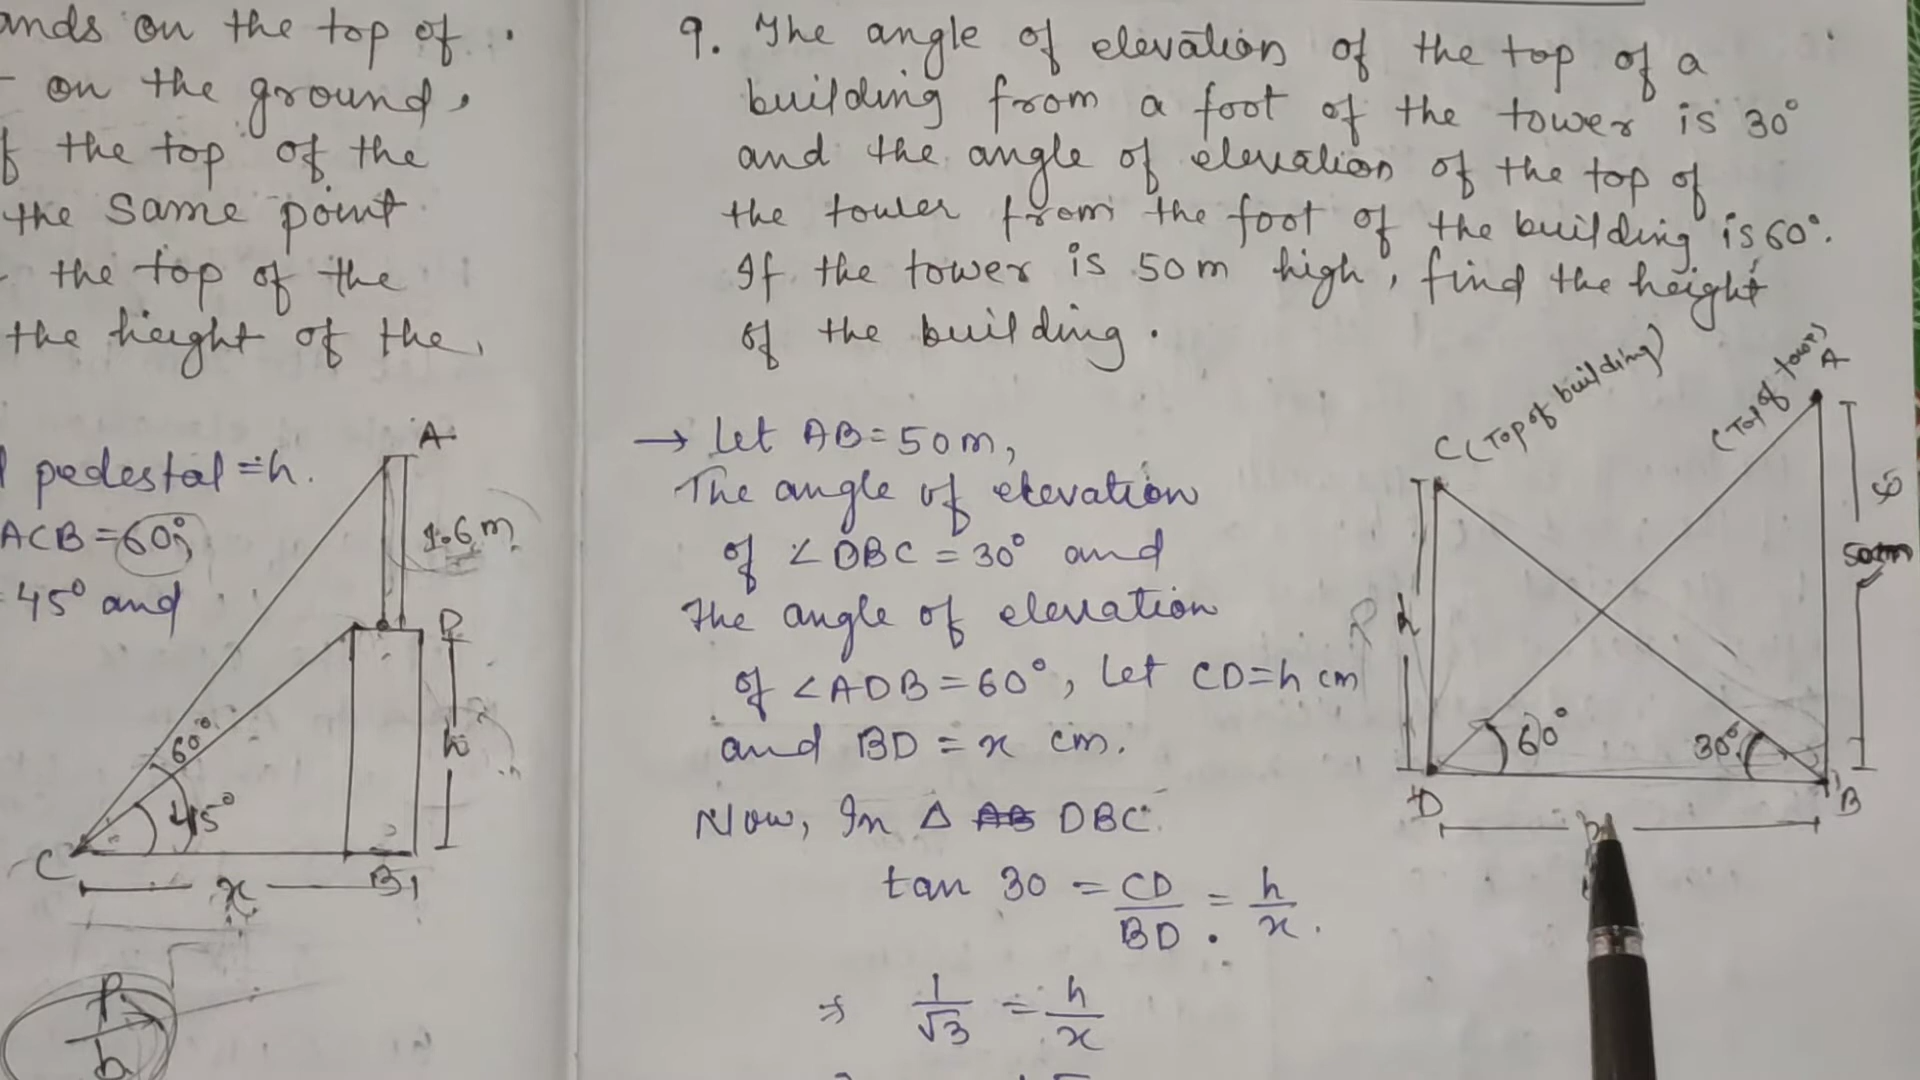 ands on the top of
on the ground,
f the top of the
the same point
the top of the
the height of the
pedestal = h.
ACB = 60°,
45° and
A
1.6 m
D
h
60°
45°
C
x
B
p
b
9. The angle of elevation of the top of a
building from a foot of the tower is 30°
and the angle of elevation of the top of
the tower from the foot of the building is 60°.
If the tower is 50m high, find the height
of the building.
→ Let AB = 50m,
The angle of elevation
of ∠DBC = 30° and
The angle of elevation
of ∠ADB = 60°, Let CD = h cm
and BD = x cm.
Now, In △ DBC
tan 30 = CD/BD = h/x.
⇒ 1/√3 = h/x
C (Top of building)
(Top of tower)
A
50m
h
60°
30°
D
B